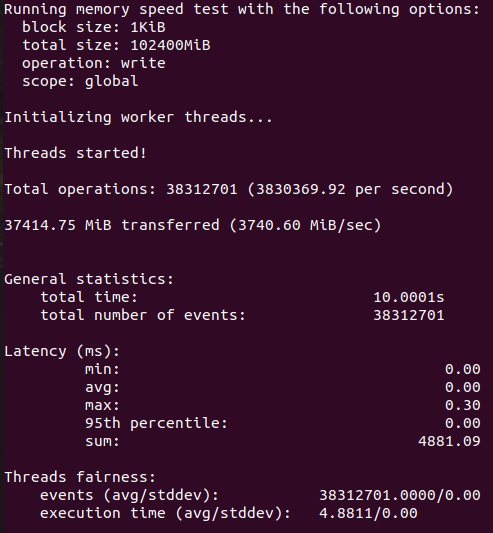 Running memory speed test with the following options:
  block size: 1KiB
  total size: 102400MiB
  operation: write
  scope: global

Initializing worker threads...

Threads started!

Total operations: 38312701 (3830369.92 per second)

37414.75 MiB transferred (3740.60 MiB/sec)


General statistics:
    total time:                          10.0001s
    total number of events:              38312701

Latency (ms):
         min:                                    0.00
         avg:                                    0.00
         max:                                    0.30
         95th percentile:                        0.00
         sum:                                 4881.09

Threads fairness:
    events (avg/stddev):           38312701.0000/0.00
    execution time (avg/stddev):   4.8811/0.00